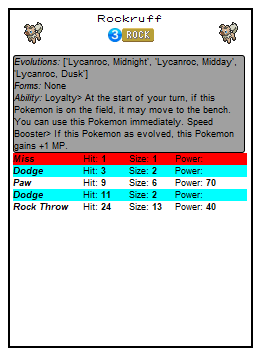 Rockruff
3 ROCK
Evolutions: ['Lycanroc, Midnight', 'Lycanroc, Midday',
'Lycanroc, Dusk']
Forms: None
Ability: Loyalty> At the start of your turn, if this
Pokemon is on the field, it may move to the bench.
You can use this Pokemon immediately. Speed
Booster> If this Pokemon as evolved, this Pokemon
gains +1 MP.
Miss Hit: 1 Size: 1 Power:
Dodge Hit: 3 Size: 2 Power:
Paw Hit: 9 Size: 6 Power: 70
Dodge Hit: 11 Size: 2 Power:
Rock Throw Hit: 24 Size: 13 Power: 40